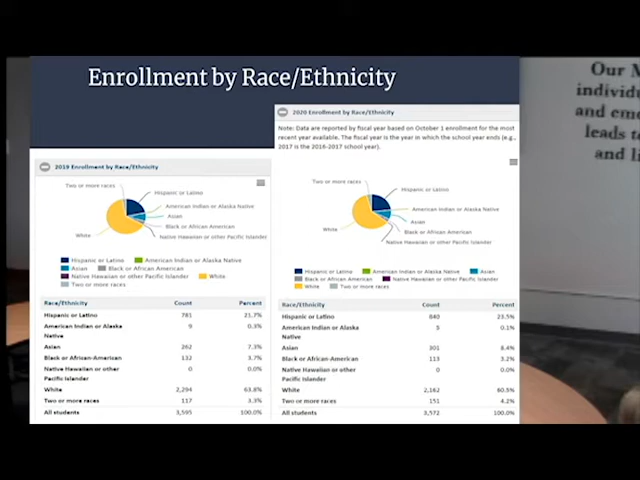 Enrollment by Race/Ethnicity
2020 Enrollment by Race/Ethnicity
Note: Data are reported by fiscal year based on October 1 enrollment for the most
recent year available. The fiscal year is the year in which the school year ends (e.g.,
2017 is the 2016-2017 school year).
2019 Enrollment by Race/Ethnicity
Two or more races
Hispanic or Latino
American Indian or Alaska Native
Asian
Black or African American
Native Hawaiian or other Pacific Islander
White
Hispanic or Latino American Indian or Alaska Native
Asian Black or African American
Native Hawaiian or other Pacific Islander White
Two or more races
Race/Ethnicity Count Percent
Hispanic or Latino 781 21.7%
American Indian or Alaska 9 0.3%
Native
Asian 262 7.3%
Black or African-American 132 3.7%
Native Hawaiian or other 0 0.0%
Pacific Islander
White 2,294 63.8%
Two or more races 117 3.3%
All students 3,595 100.0%
Two or more races
Hispanic or Latino
American Indian or Alaska Native
Asian
Black or African American
Native Hawaiian or other Pacific Islander
White
Hispanic or Latino American Indian or Alaska Native Asian
Black or African American Native Hawaiian or other Pacific Islander
White Two or more races
Race/Ethnicity Count Percent
Hispanic or Latino 840 23.5%
American Indian or Alaska 5 0.1%
Native
Asian 301 8.4%
Black or African-American 113 3.2%
Native Hawaiian or other 0 0.0%
Pacific Islander
White 2,162 60.5%
Two or more races 151 4.2%
All students 3,572 100.0%
Our
individ
and em
leads
and li